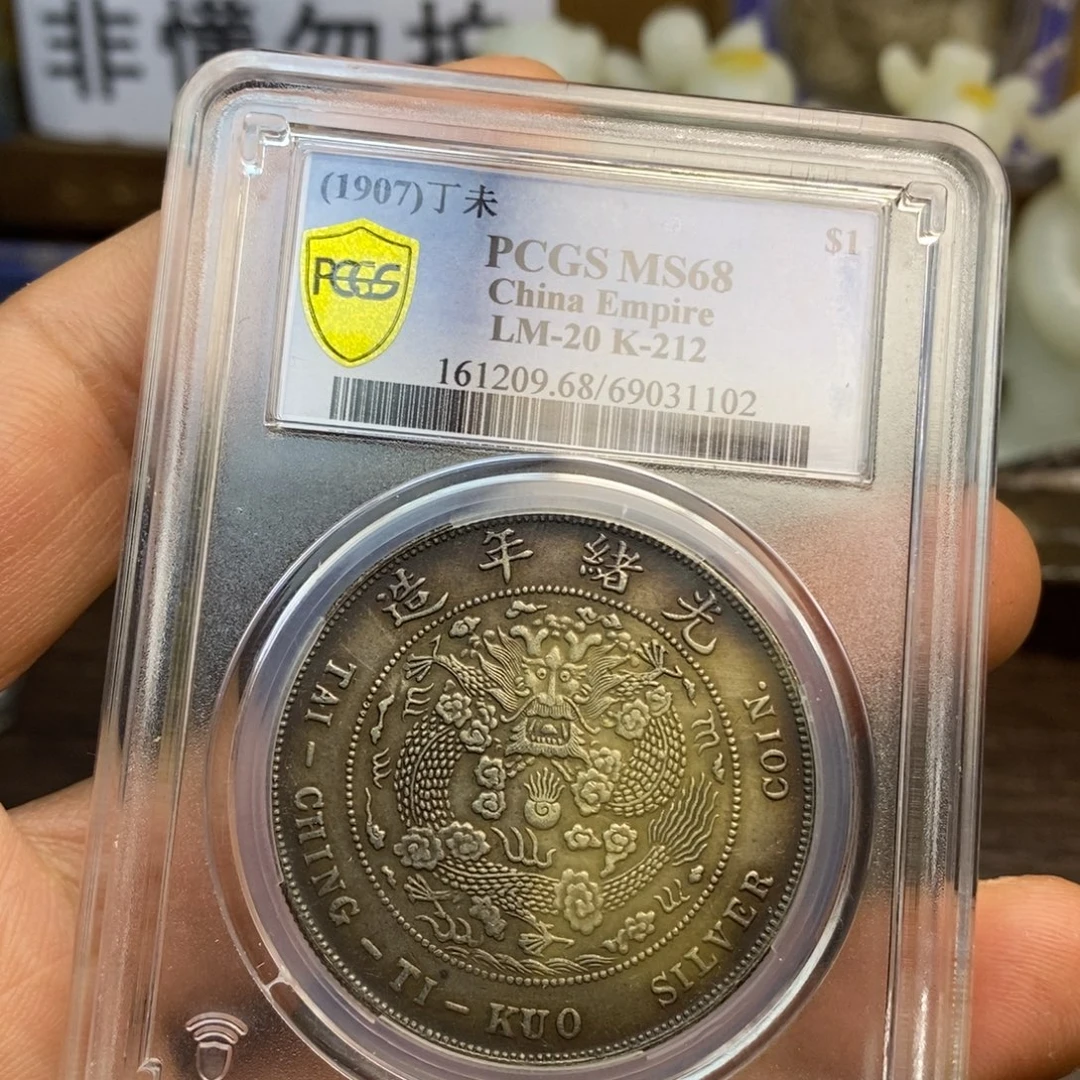 非懂勿
(1907)丁未
$1
PCGS
PCGS MS68
China Empire
LM-20 K-212
161209.68/69031102
造年緒光
TAI-CHING-TI-KUO SILVER COIN.